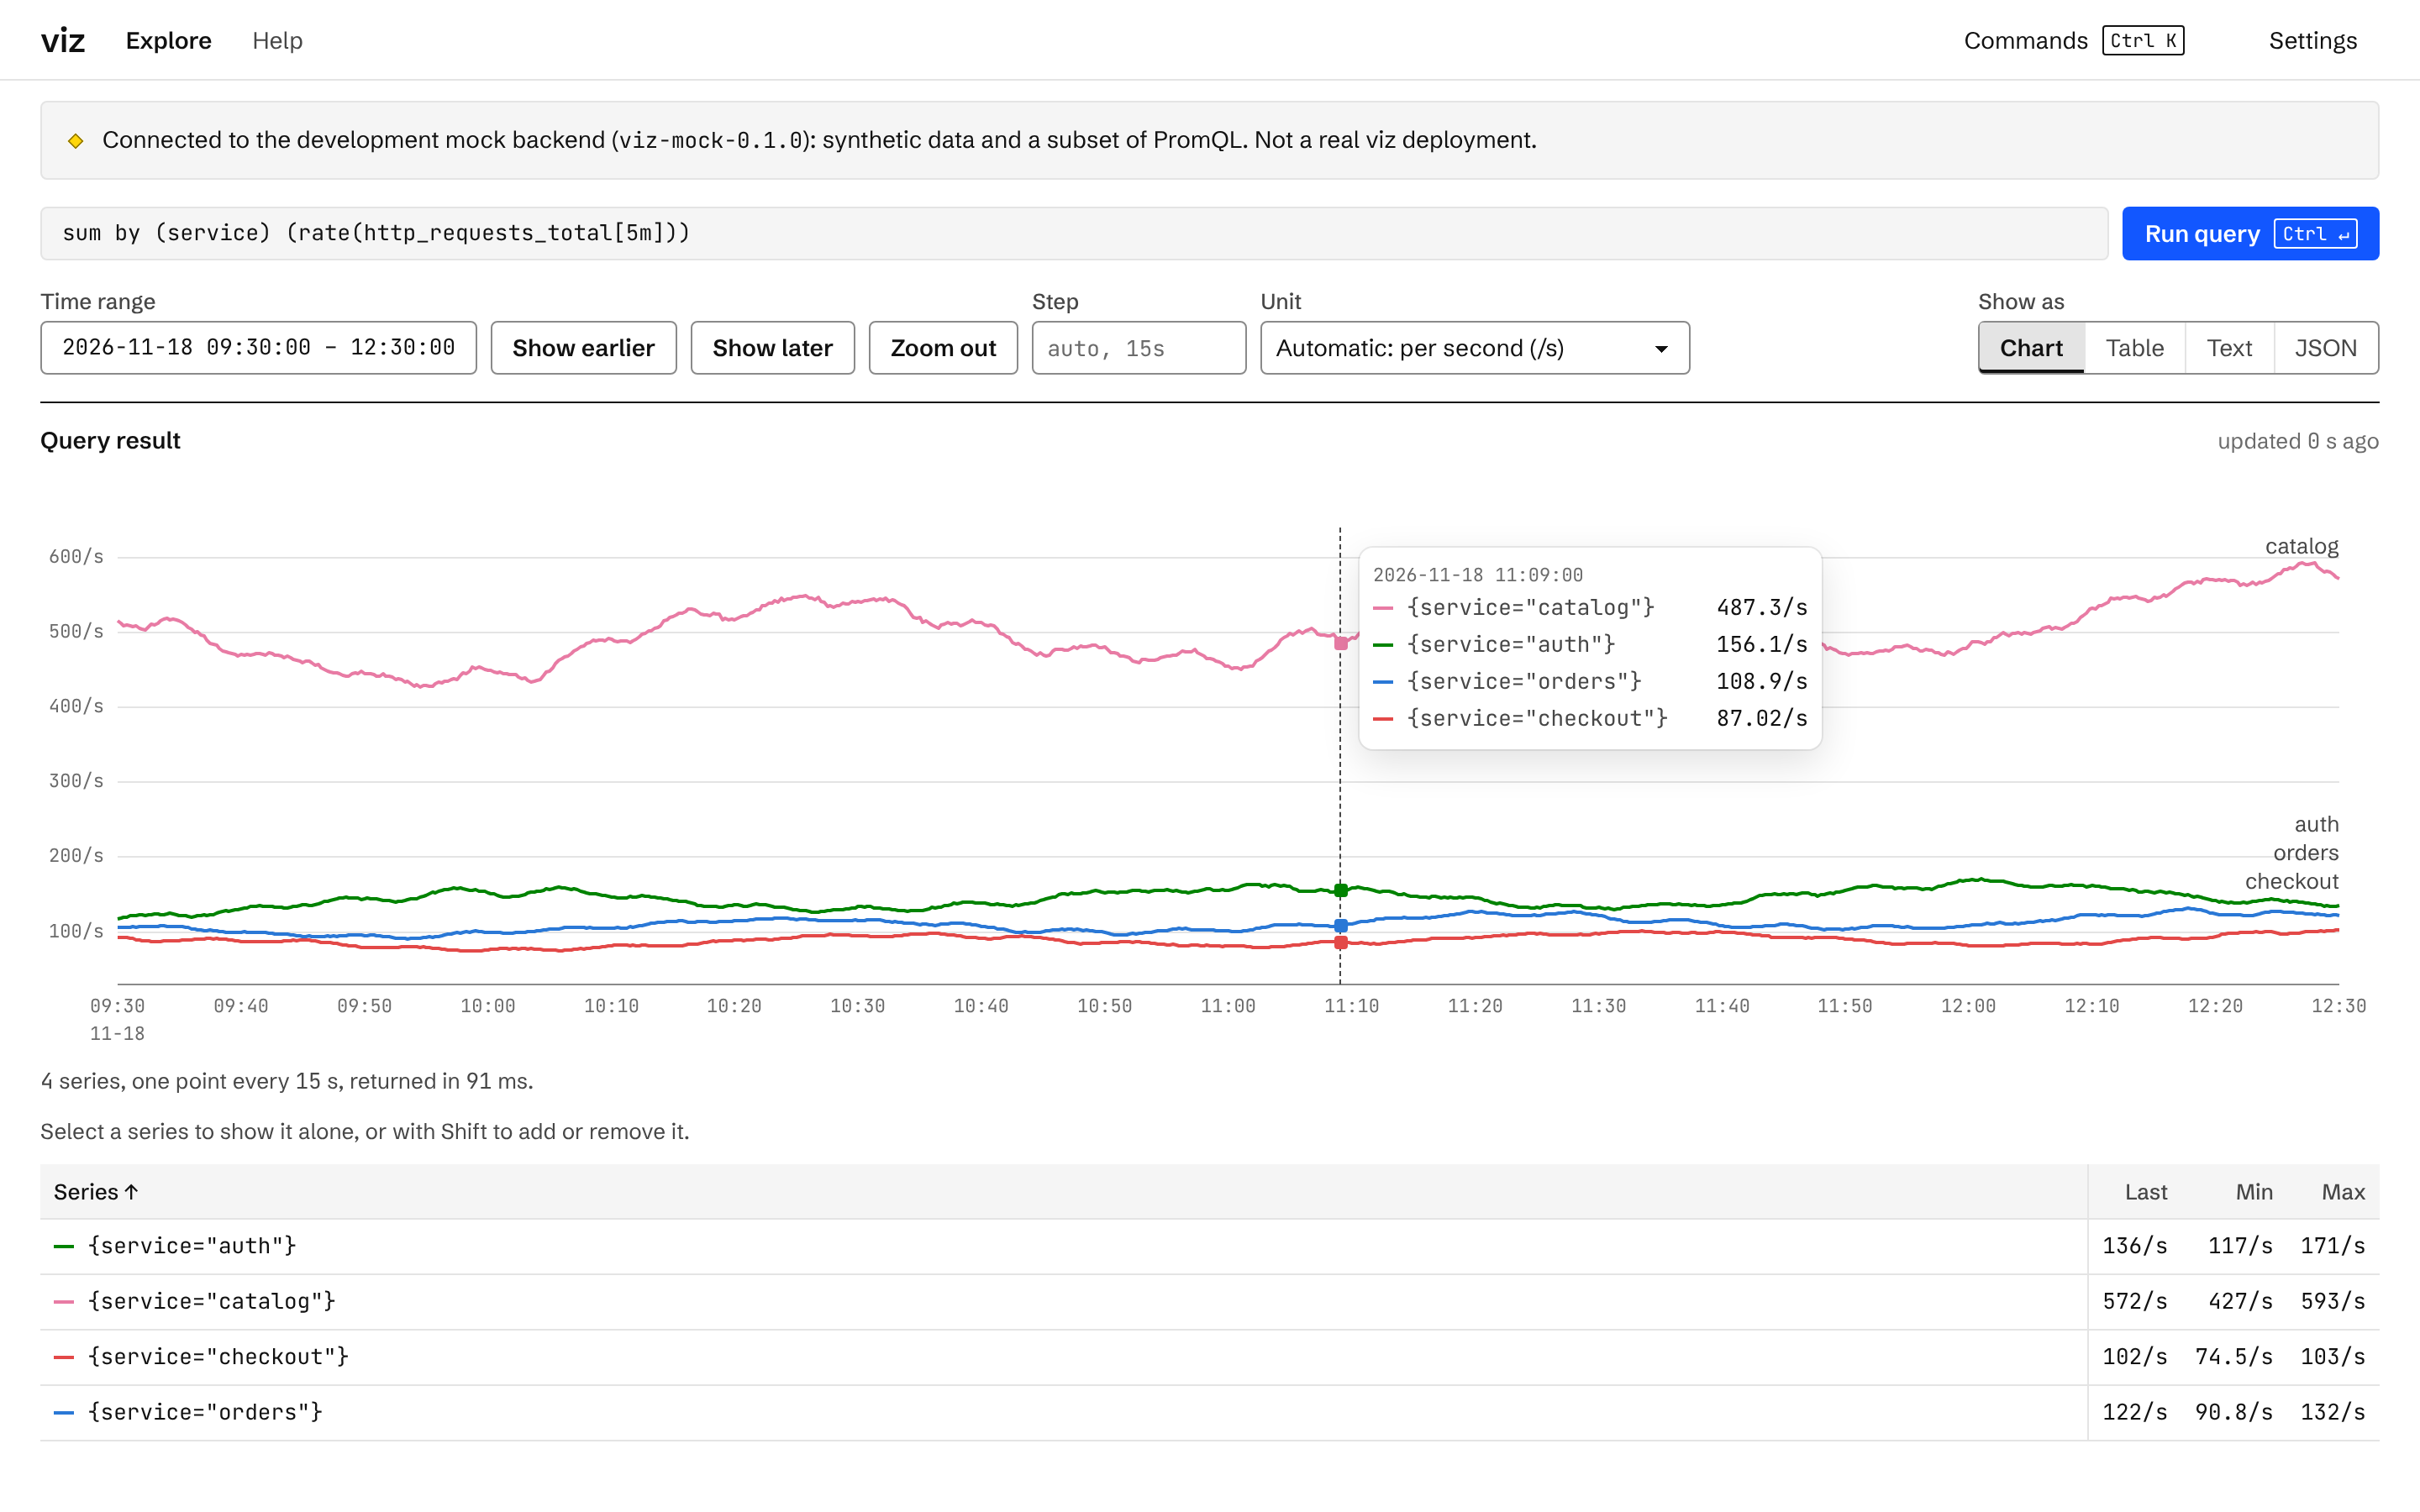 viz Explore Help Commands Ctrl K Settings
Connected to the development mock backend (viz-mock-0.1.0): synthetic data and a subset of PromQL. Not a real viz deployment.
sum by (service) (rate(http_requests_total[5m])) Run query Ctrl ↵
Time range Step Unit Show as
2026-11-18 09:30:00 – 12:30:00 Show earlier Show later Zoom out auto, 15s Automatic: per second (/s) Chart Table Text JSON
Query result updated 0 s ago
600/s
500/s
400/s
300/s
200/s
100/s
catalog
2026-11-18 11:09:00
{service="catalog"} 487.3/s
{service="auth"} 156.1/s
{service="orders"} 108.9/s
{service="checkout"} 87.02/s
auth
orders
checkout
09:30 09:40 09:50 10:00 10:10 10:20 10:30 10:40 10:50 11:00 11:10 11:20 11:30 11:40 11:50 12:00 12:10 12:20 12:30
11-18
4 series, one point every 15 s, returned in 91 ms.
Select a series to show it alone, or with Shift to add or remove it.
Series ↑ Last Min Max
{service="auth"} 136/s 117/s 171/s
{service="catalog"} 572/s 427/s 593/s
{service="checkout"} 102/s 74.5/s 103/s
{service="orders"} 122/s 90.8/s 132/s